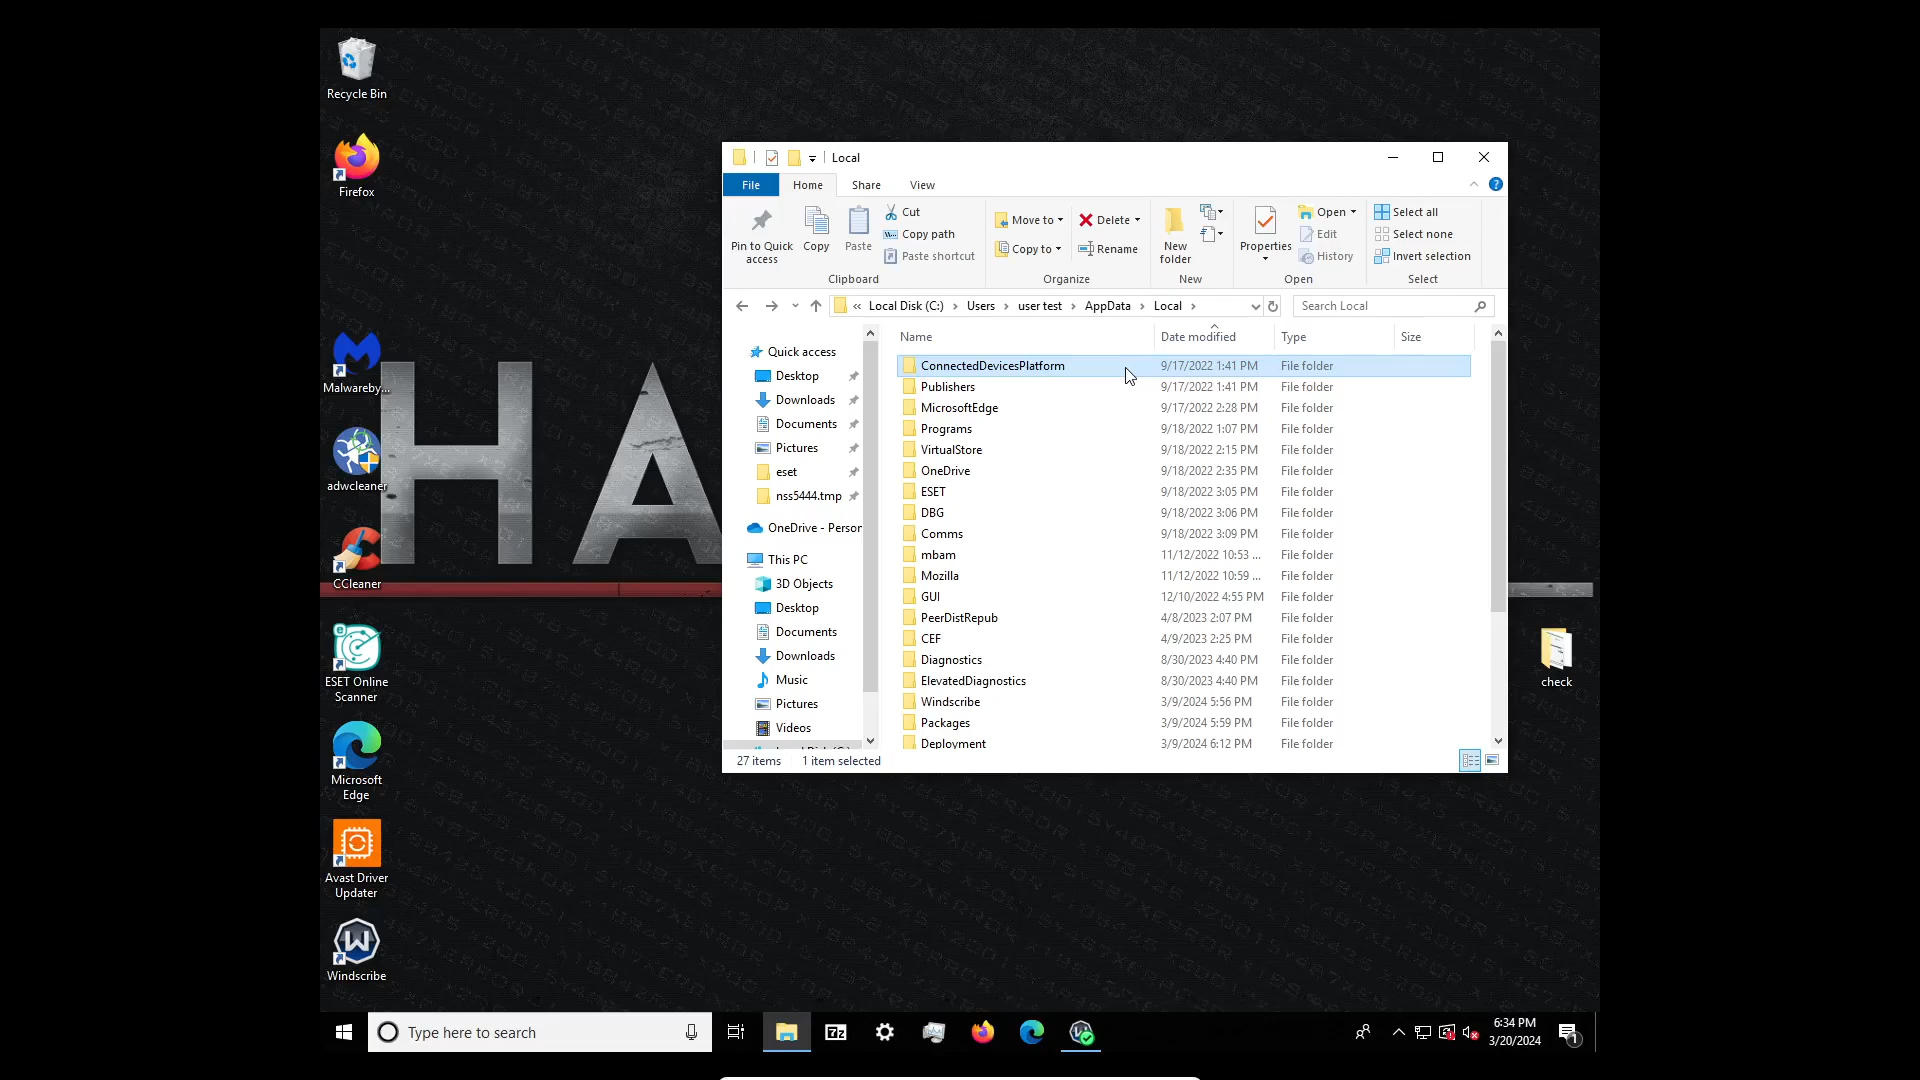 Recycle Bin
Firefox
Malwareby...
adwcleaner
CCleaner
ESET Online
Scanner
Microsoft
Edge
Avast Driver
Updater
Windscribe
HA
Local
File
Home
Share
View
Pin to Quick
access
Copy
Paste
Cut
Copy path
Paste shortcut
Clipboard
Move to
Copy to
Delete
Rename
Organize
New
folder
New
Properties
Open
Edit
History
Open
Select all
Select none
Invert selection
Select
« Local Disk (C:) > Users > user test > AppData > Local >
Search Local
Quick access
Desktop
Downloads
Documents
Pictures
eset
nss5444.tmp
OneDrive - Person
This PC
3D Objects
Desktop
Documents
Downloads
Music
Pictures
Videos
Local Disk (C:)
Name Date modified Type Size
ConnectedDevicesPlatform 9/17/2022 1:41 PM File folder
Publishers 9/17/2022 1:41 PM File folder
MicrosoftEdge 9/17/2022 2:28 PM File folder
Programs 9/18/2022 1:07 PM File folder
VirtualStore 9/18/2022 2:15 PM File folder
OneDrive 9/18/2022 2:35 PM File folder
ESET 9/18/2022 3:05 PM File folder
DBG 9/18/2022 3:06 PM File folder
Comms 9/18/2022 3:09 PM File folder
mbam 11/12/2022 10:53 ... File folder
Mozilla 11/12/2022 10:59 ... File folder
GUI 12/10/2022 4:55 PM File folder
PeerDistRepub 4/8/2023 2:07 PM File folder
CEF 4/9/2023 2:25 PM File folder
Diagnostics 8/30/2023 4:40 PM File folder
ElevatedDiagnostics 8/30/2023 4:40 PM File folder
Windscribe 3/9/2024 5:56 PM File folder
Packages 3/9/2024 5:59 PM File folder
Deployment 3/9/2024 6:12 PM File folder
27 items 1 item selected
check
Type here to search
7z
6:34 PM
3/20/2024
1